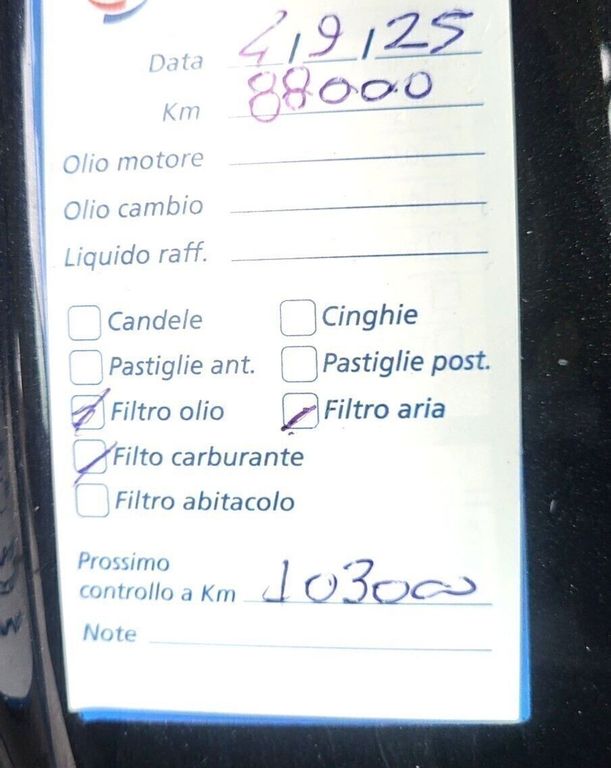 Data 4/9/25
Km 88000
Olio motore
Olio cambio
Liquido raff.
Candele Cinghie
Pastiglie ant. Pastiglie post.
Filtro olio Filtro aria
Filto carburante
Filtro abitacolo
Prossimo
controllo a Km 103000
Note